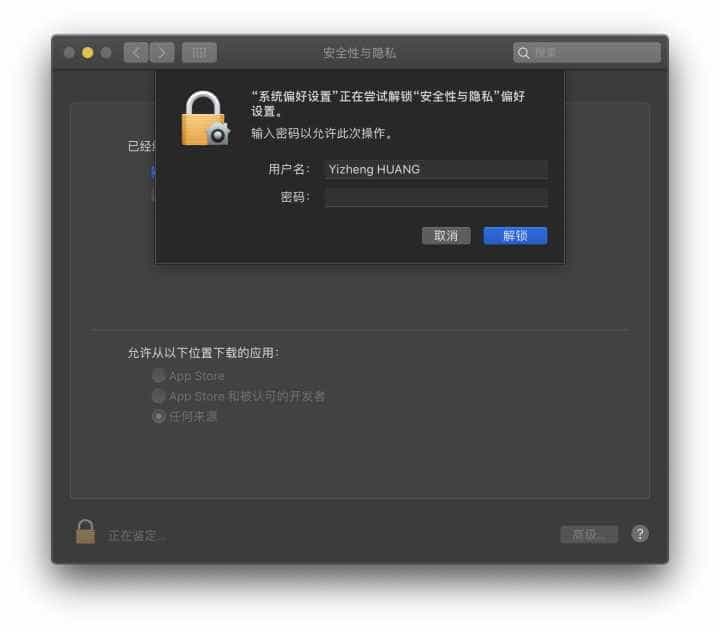 安全性与隐私
搜索
“系统偏好设置”正在尝试解锁“安全性与隐私”偏好
设置。
输入密码以允许此次操作。
用户名：
Yizheng HUANG
密码：
取消
解锁
已经
允许从以下位置下载的应用：
App Store
App Store 和被认可的开发者
任何来源
正在鉴定...
高级...
?